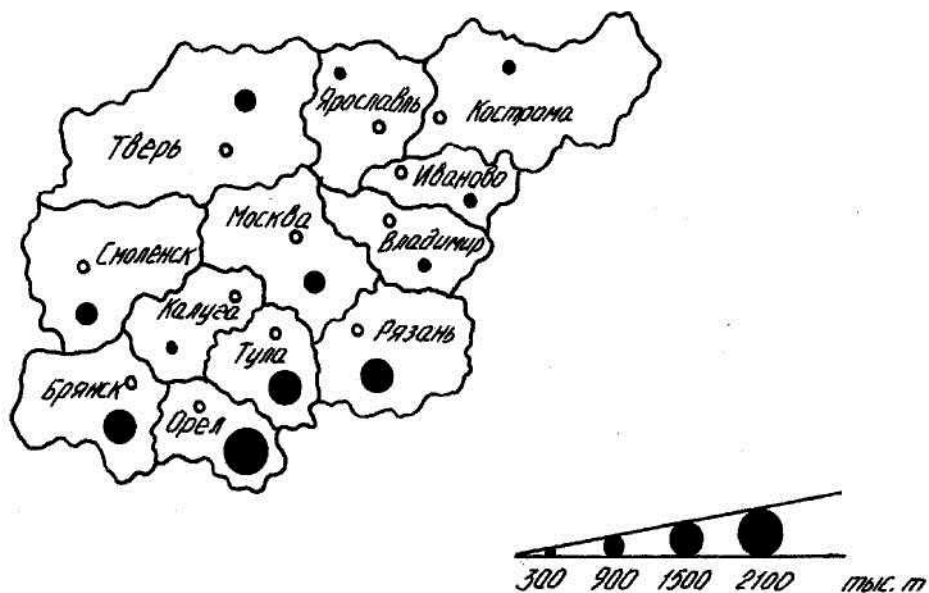 Ярославль
Кострома
Тверь
Иваново
Москва
Владимир
Смоленск
Калуга
Рязань
Тула
Брянск
Орел
300 900 1500 2100 тыс. т